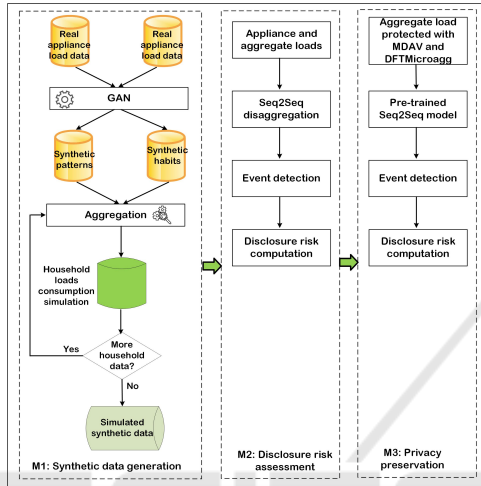 Real
appliance
load data
Real
appliance
load data
GAN
Synthetic
patterns
Synthetic
habits
Aggregation
Household
loads
consumption
simulation
More
household
data?
Yes
No
Simulated
synthetic data
M1: Synthetic data generation
Appliance and
aggregate loads
Seq2Seq
disaggregation
Event detection
Disclosure risk
computation
M2: Disclosure risk
assessment
Aggregate load
protected with
MDAV and
DFTMicroagg
Pre-trained
Seq2Seq model
Event detection
Disclosure risk
computation
M3: Privacy
preservation